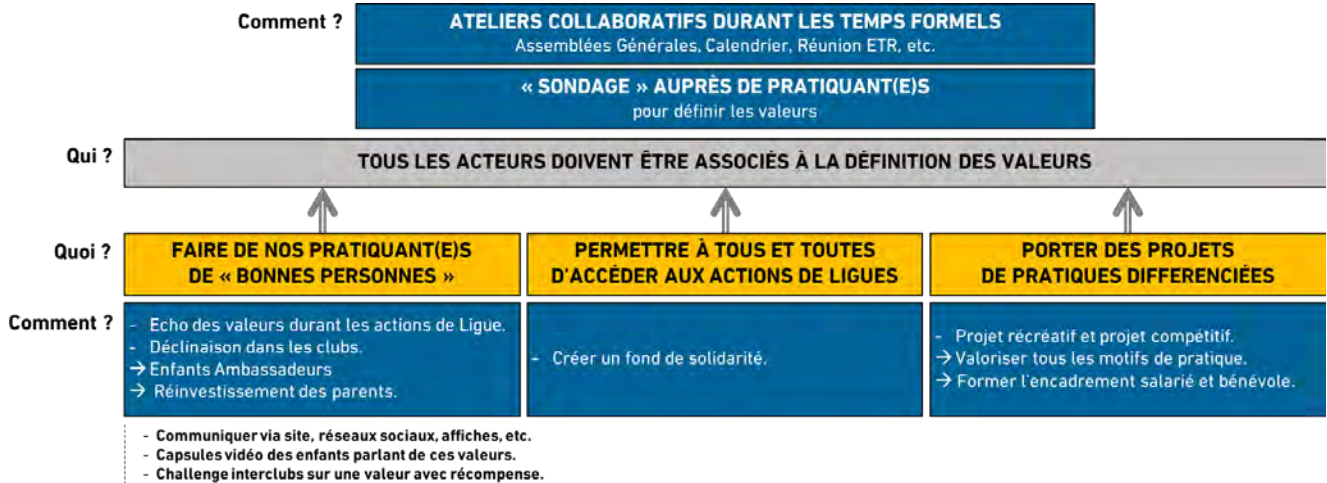 Comment ?
ATELIERS COLLABORATIFS DURANT LES TEMPS FORMELS
Assemblées Générales, Calendrier, Réunion ETR, etc.
« SONDAGE » AUPRÈS DE PRATIQUANT(E)S
pour définir les valeurs
Qui ?
TOUS LES ACTEURS DOIVENT ÊTRE ASSOCIÉS À LA DÉFINITION DES VALEURS
Quoi ?
FAIRE DE NOS PRATIQUANT(E)S
DE « BONNES PERSONNES »
PERMETTRE À TOUS ET TOUTES
D'ACCÉDER AUX ACTIONS DE LIGUES
PORTER DES PROJETS
DE PRATIQUES DIFFERENCIÉES
Comment ?
- Echo des valeurs durant les actions de Ligue.
- Déclinaison dans les clubs.
→ Enfants Ambassadeurs
→ Réinvestissement des parents.
- Créer un fond de solidarité.
- Projet récréatif et projet compétitif.
→ Valoriser tous les motifs de pratique.
→ Former l'encadrement salarié et bénévole.
- Communiquer via site, réseaux sociaux, affiches, etc.
- Capsules vidéo des enfants parlant de ces valeurs.
- Challenge interclubs sur une valeur avec récompense.